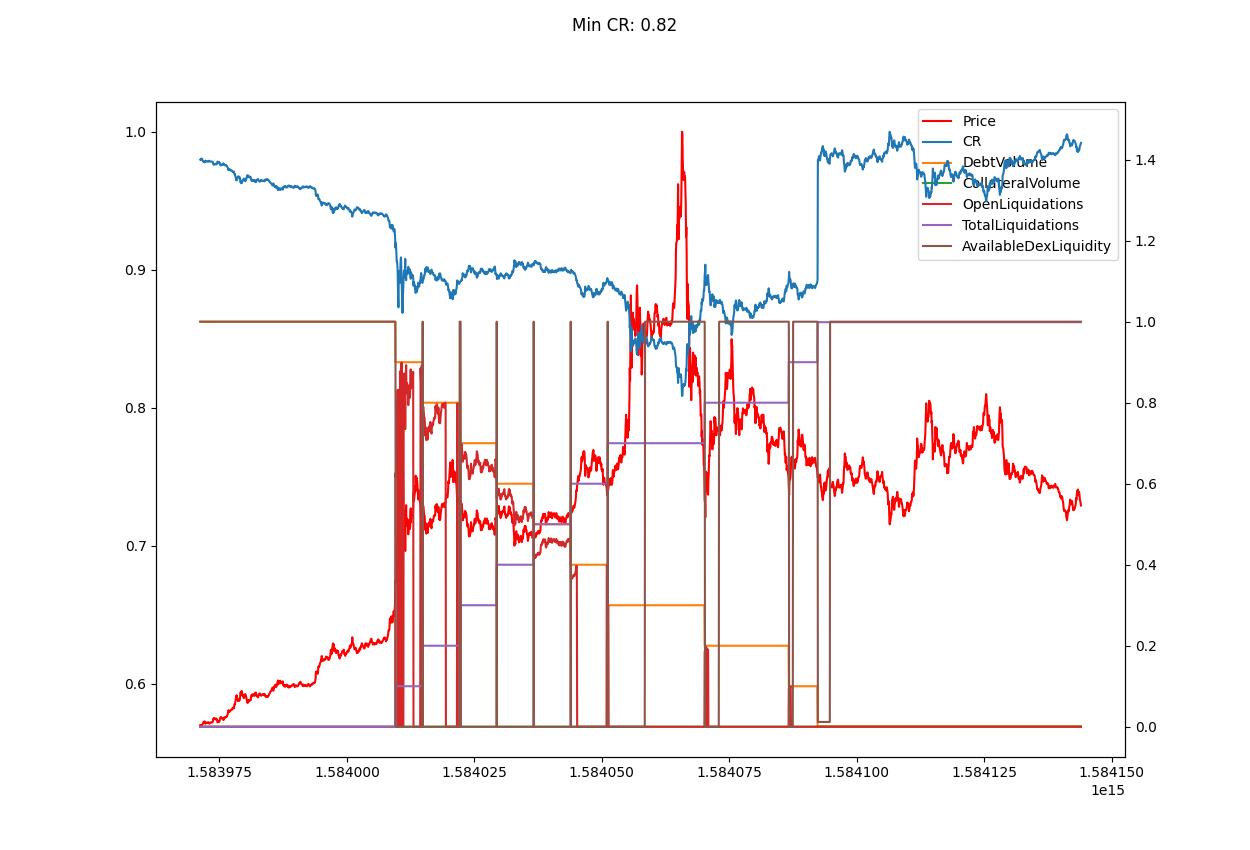 Min CR: 0.82
1.0
0.9
0.8
0.7
0.6
1.4
1.2
1.0
0.8
0.6
0.4
0.2
0.0
Price
CR
DebtVolume
CollateralVolume
OpenLiquidations
TotalLiquidations
AvailableDexLiquidity
1.583975 1.584000 1.584025 1.584050 1.584075 1.584100 1.584125 1.584150
1e15